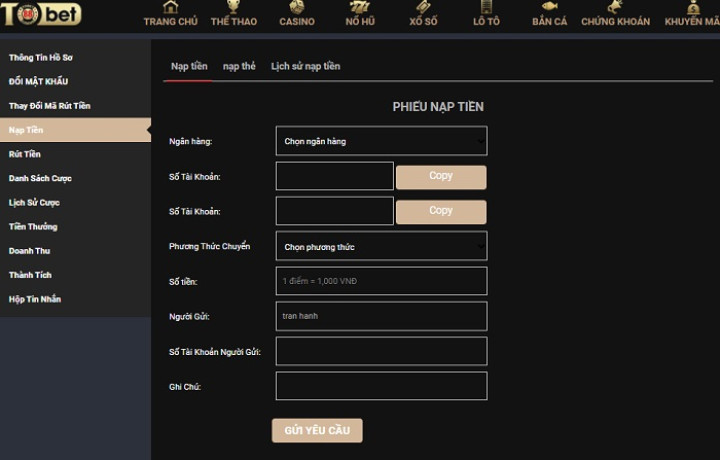 TObet
TRANG CHỦ THỂ THAO CASINO NỔ HŨ XỔ SỐ LÔ TÔ BẮN CÁ CHỨNG KHOÁN KHUYẾN MÃ
Thông Tin Hồ Sơ
ĐỔI MẬT KHẨU
Thay Đổi Mã Rút Tiền
Nạp Tiền
Rút Tiền
Danh Sách Cược
Lịch Sử Cược
Tiền Thưởng
Doanh Thu
Thành Tích
Hộp Tin Nhắn
Nạp tiền nạp thẻ Lịch sử nạp tiền
PHIẾU NẠP TIỀN
Ngân hàng: Chọn ngân hàng
Số Tài Khoản: Copy
Số Tài Khoản: Copy
Phương Thức Chuyển Chọn phương thức
Số tiền: 1 điểm = 1,000 VNĐ
Người Gửi: tran hanh
Số Tài Khoản Người Gửi:
Ghi Chú:
GỬI YÊU CẦU